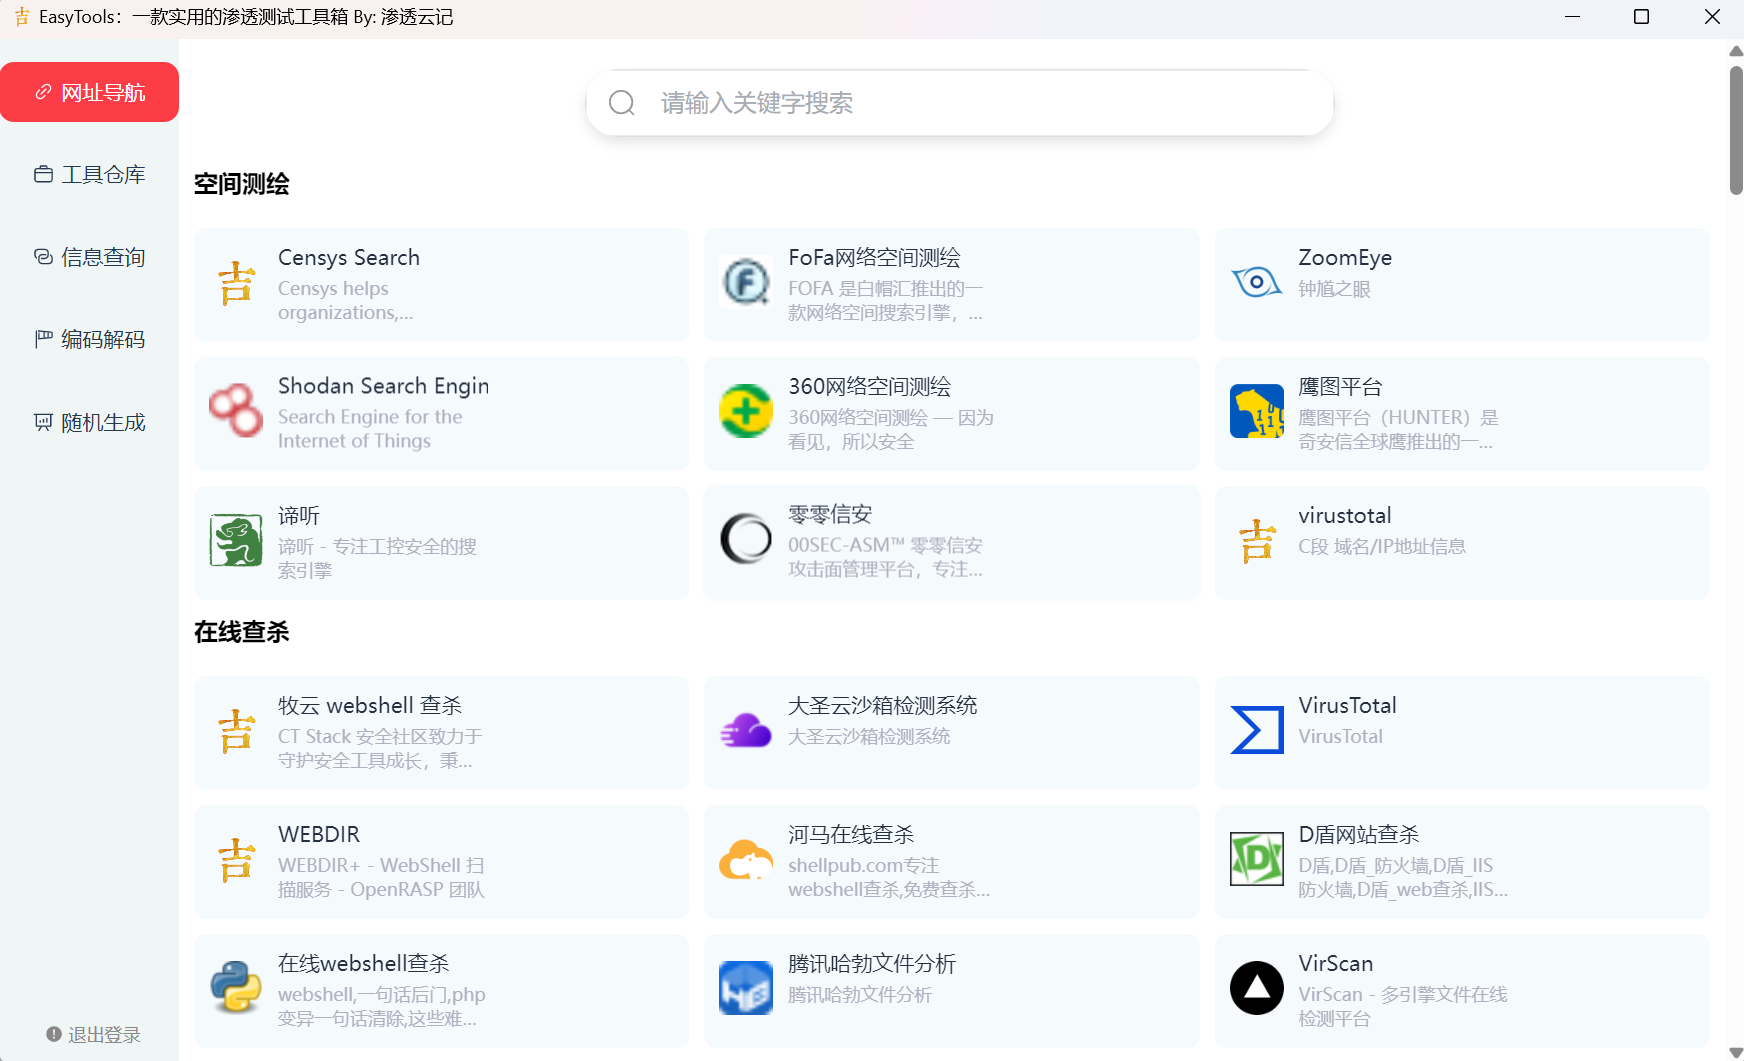 EasyTools：一款实用的渗透测试工具箱 By: 渗透云记
网址导航
工具仓库
信息查询
编码解码
随机生成
退出登录
请输入关键字搜索
空间测绘
Censys Search
Censys helps
organizations,...
FoFa网络空间测绘
FOFA 是白帽汇推出的一
款网络空间搜索引擎，...
ZoomEye
钟馗之眼
Shodan Search Engin
Search Engine for the
Internet of Things
360网络空间测绘
360网络空间测绘 — 因为
看见，所以安全
鹰图平台
鹰图平台（HUNTER）是
奇安信全球鹰推出的一...
谛听
谛听 - 专注工控安全的搜
索引擎
零零信安
00SEC-ASM™ 零零信安
攻击面管理平台，专注...
virustotal
C段 域名/IP地址信息
在线查杀
牧云 webshell 查杀
CT Stack 安全社区致力于
守护安全工具成长，秉...
大圣云沙箱检测系统
大圣云沙箱检测系统
VirusTotal
VirusTotal
WEBDIR
WEBDIR+ - WebShell 扫
描服务 - OpenRASP 团队
河马在线查杀
shellpub.com专注
webshell查杀,免费查杀...
D盾网站查杀
D盾,D盾_防火墙,D盾_IIS
防火墙,D盾_web查杀,IIS...
在线webshell查杀
webshell,一句话后门,php
变异一句话清除,这些难...
腾讯哈勃文件分析
腾讯哈勃文件分析
VirScan
VirScan - 多引擎文件在线
检测平台